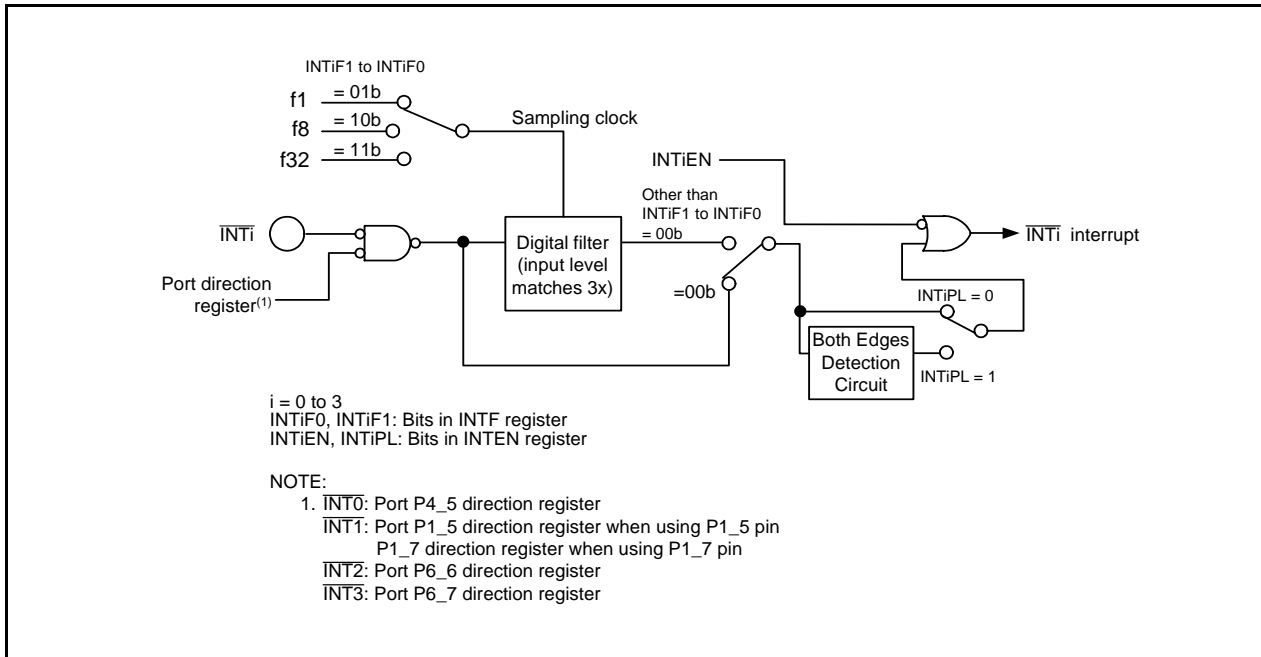 INTiF1 to INTiF0
f1 = 01b
f8 = 10b
f32 = 11b
Sampling clock
INTiEN
Other than
INTiF1 to INTiF0
= 00b
INTi
Digital filter
(input level
matches 3x)
INTi interrupt
Port direction
register(1)
=00b
INTiPL = 0
Both Edges
Detection
Circuit
INTiPL = 1
i = 0 to 3
INTiF0, INTiF1: Bits in INTF register
INTiEN, INTiPL: Bits in INTEN register
NOTE:
1. INT0: Port P4_5 direction register
INT1: Port P1_5 direction register when using P1_5 pin
P1_7 direction register when using P1_7 pin
INT2: Port P6_6 direction register
INT3: Port P6_7 direction register